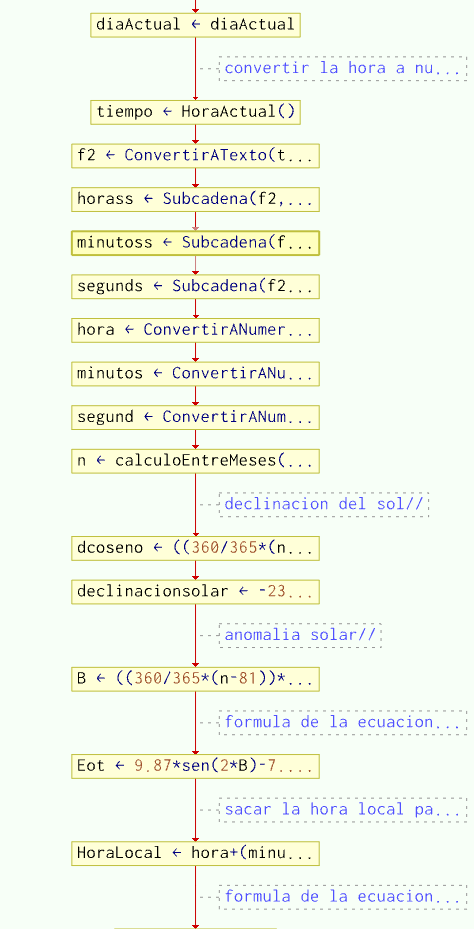 diaActual ← diaActual
convertir la hora a nu...
tiempo ← HoraActual()
f2 ← ConvertirATexto(t...
horass ← Subcadena(f2,...
minutoss ← Subcadena(f...
segunds ← Subcadena(f2...
hora ← ConvertirANumer...
minutos ← ConvertirANu...
segund ← ConvertirANum...
n ← calculoEntreMeses(...
declinacion del sol//
dcoseno ← ((360/365*(n...
declinacionsolar ← -23...
anomalia solar//
B ← ((360/365*(n-81))*...
formula de la ecuacion...
Eot ← 9.87*sen(2*B)-7....
sacar la hora local pa...
HoraLocal ← hora+(minu...
formula de la ecuacion...